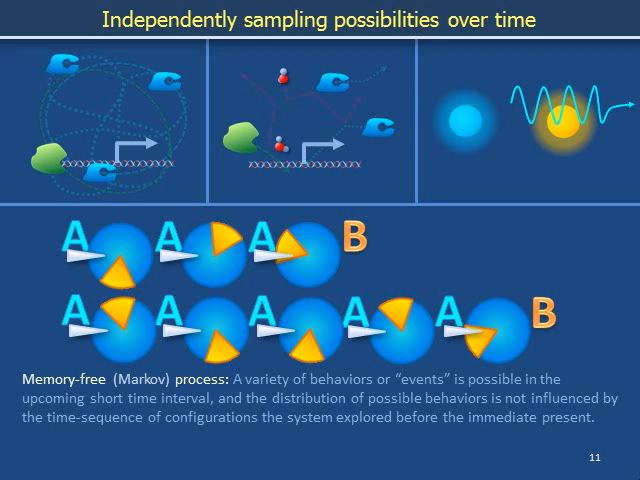 Independently sampling possibilities over time
A A A B
A A A A A B
Memory-free (Markov) process: A variety of behaviors or “events” is possible in the
upcoming short time interval, and the distribution of possible behaviors is not influenced by
the time-sequence of configurations the system explored before the immediate present.
11